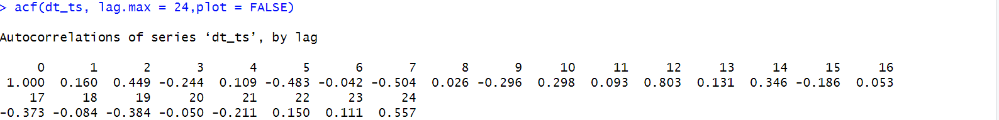 > acf(dt_ts, lag.max = 24,plot = FALSE)
Autocorrelations of series ‘dt_ts’, by lag
0 1 2 3 4 5 6 7 8 9 10 11 12 13 14 15 16
1.000 0.160 0.449 -0.244 0.109 -0.483 -0.042 -0.504 0.026 -0.296 0.298 0.093 0.803 0.131 0.346 -0.186 0.053
17 18 19 20 21 22 23 24
-0.373 -0.084 -0.384 -0.050 -0.211 0.150 0.111 0.557